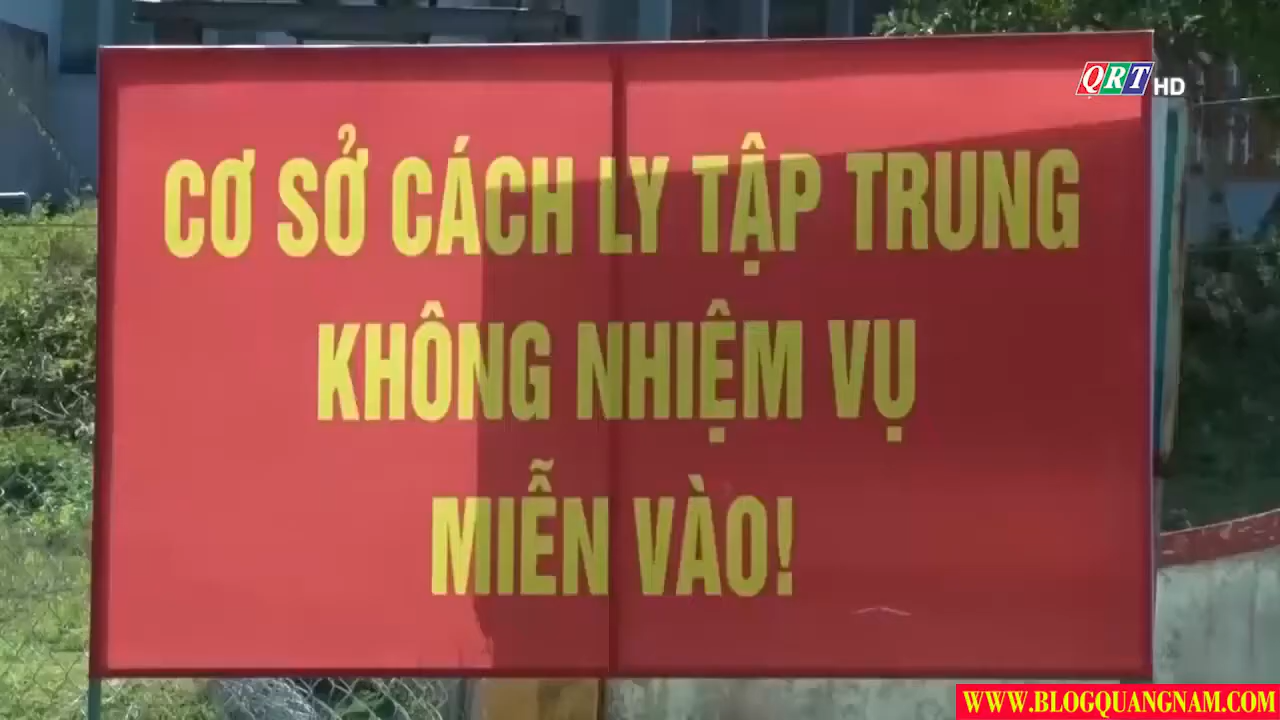 QRT HD
CƠ SỞ CÁCH LY TẬP TRUNG
KHÔNG NHIỆM VỤ
MIỄN VÀO!
WWW.BLOGQUANGNAM.COM